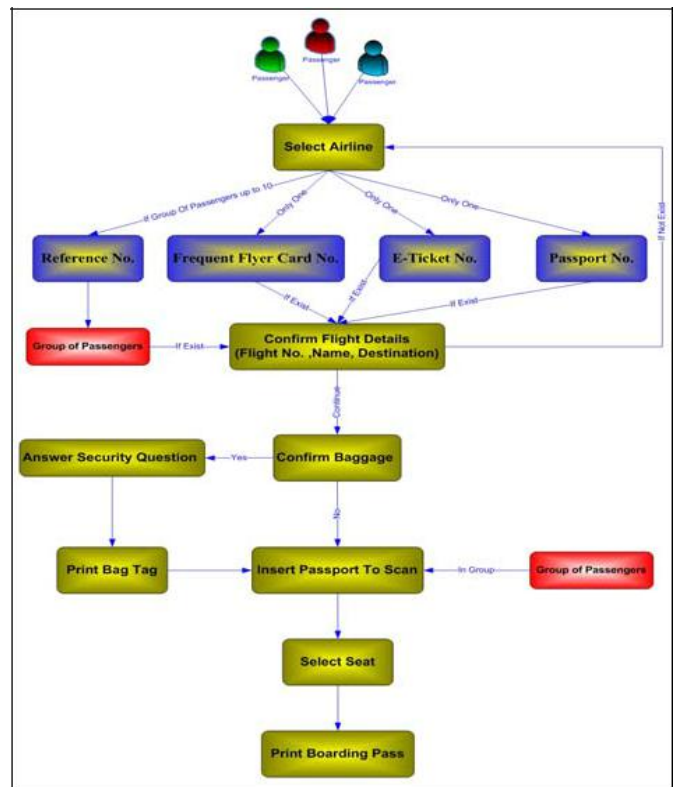 Passenger
Passenger
Passenger
Select Airline
If Group Of Passengers up to 10
Only One
Only One
Only One
If Not Exist
Reference No.
Frequent Flyer Card No.
E-Ticket No.
Passport No.
If Exist
If Exist
If Exist
Group of Passengers
If Exist
Confirm Flight Details
(Flight No. ,Name, Destination)
Continue
Answer Security Question
Yes
Confirm Baggage
No
Print Bag Tag
Insert Passport To Scan
In Group
Group of Passengers
Select Seat
Print Boarding Pass